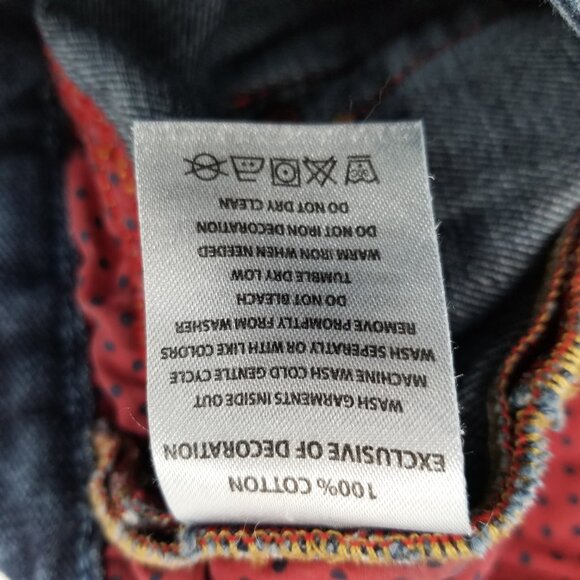 100% COTTON
EXCLUSIVE OF DECORATION
WASH GARMENTS INSIDE OUT
MACHINE WASH COLD GENTLE CYCLE
WASH SEPERATLY OR WITH LIKE COLORS
REMOVE PROMPTLY FROM WASHER
DO NOT BLEACH
TUMBLE DRY LOW
WARM IRON WHEN NEEDED
DO NOT IRON DECORATION
DO NOT DRY CLEAN